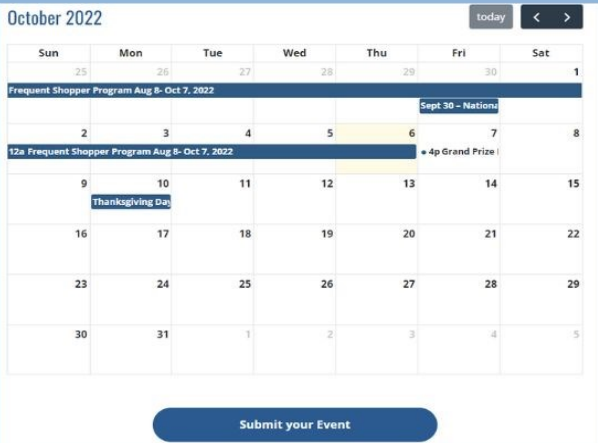 October 2022
today
Sun Mon Tue Wed Thu Fri Sat
25 26 27 28 29 30 1
Frequent Shopper Program Aug 8- Oct 7, 2022
Sept 30 – Nationa
2 3 4 5 6 7 8
12a Frequent Shopper Program Aug 8- Oct 7, 2022
4p Grand Prize
9 10 11 12 13 14 15
Thanksgiving Day
16 17 18 19 20 21 22
23 24 25 26 27 28 29
30 31 1 2 3 4 5
Submit your Event